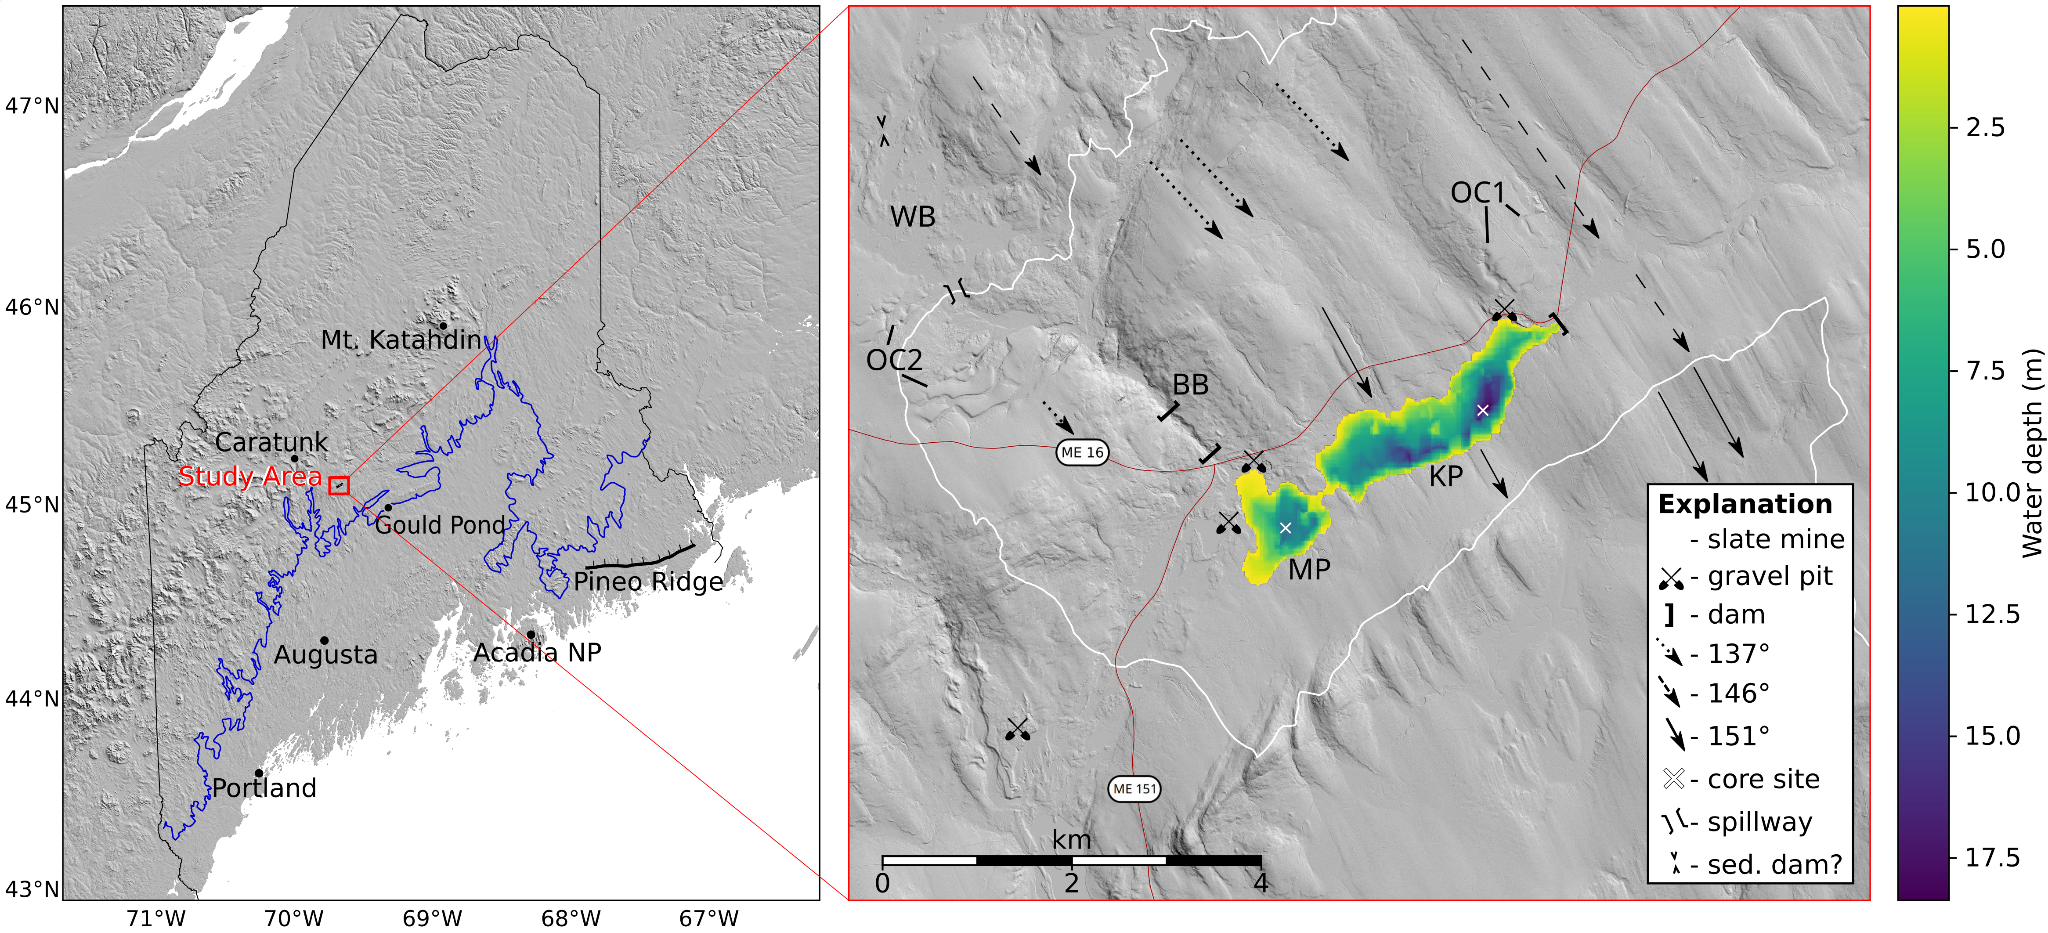 47°N
46°N
45°N
44°N
43°N
71°W
70°W
69°W
68°W
67°W
Mt. Katahdin
Caratunk
Study Area
Gould Pond
Pineo Ridge
Augusta
Acadia NP
Portland
OC1
WB
OC2
BB
ME 16
KP
MP
ME 151
km
0
2
4
Explanation
- slate mine
- gravel pit
- dam
- 137°
- 146°
- 151°
- core site
- spillway
- sed. dam?
2.5
5.0
7.5
10.0
12.5
15.0
17.5
Water depth (m)